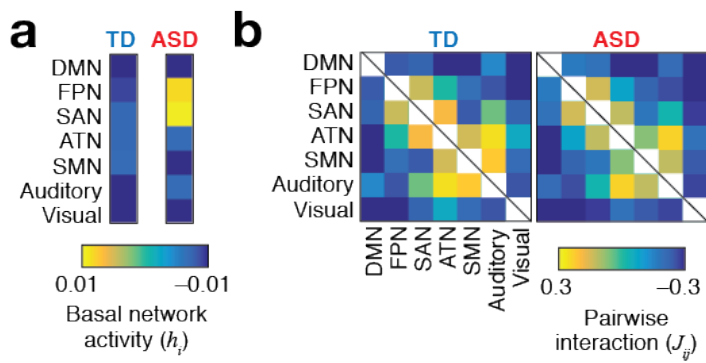 a
TD ASD
DMN
FPN
SAN
ATN
SMN
Auditory
Visual
0.01 −0.01
Basal network
activity (hᵢ)
b
TD ASD
DMN
FPN
SAN
ATN
SMN
Auditory
Visual
DMN
FPN
SAN
ATN
SMN
Auditory
Visual
0.3 −0.3
Pairwise
interaction (Jᵢⱼ)